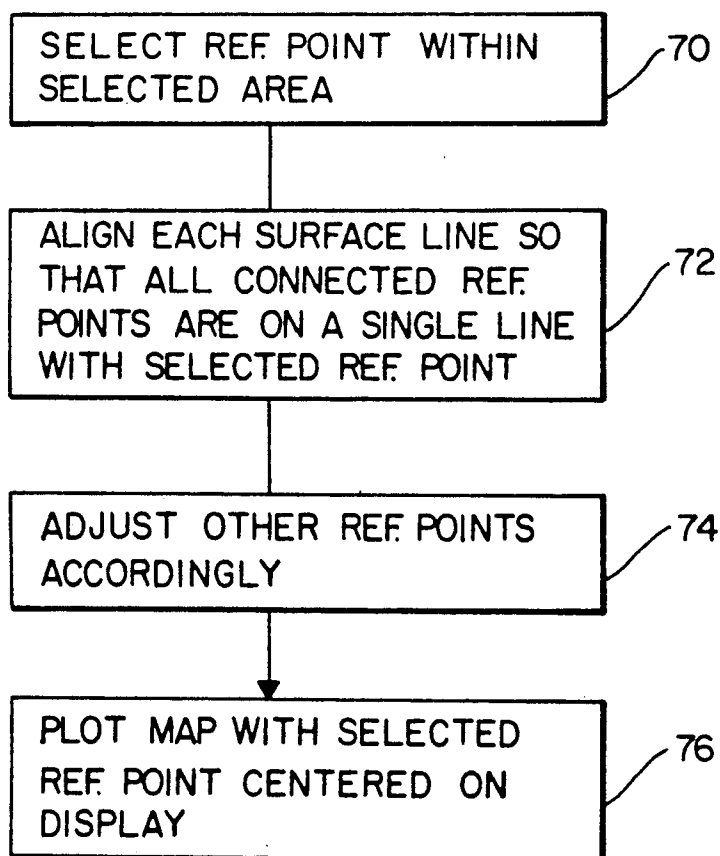 SELECT REF. POINT WITHIN
SELECTED AREA
70
ALIGN EACH SURFACE LINE SO
THAT ALL CONNECTED REF.
POINTS ARE ON A SINGLE LINE
WITH SELECTED REF. POINT
72
ADJUST OTHER REF. POINTS
ACCORDINGLY
74
PLOT MAP WITH SELECTED
REF. POINT CENTERED ON
DISPLAY
76